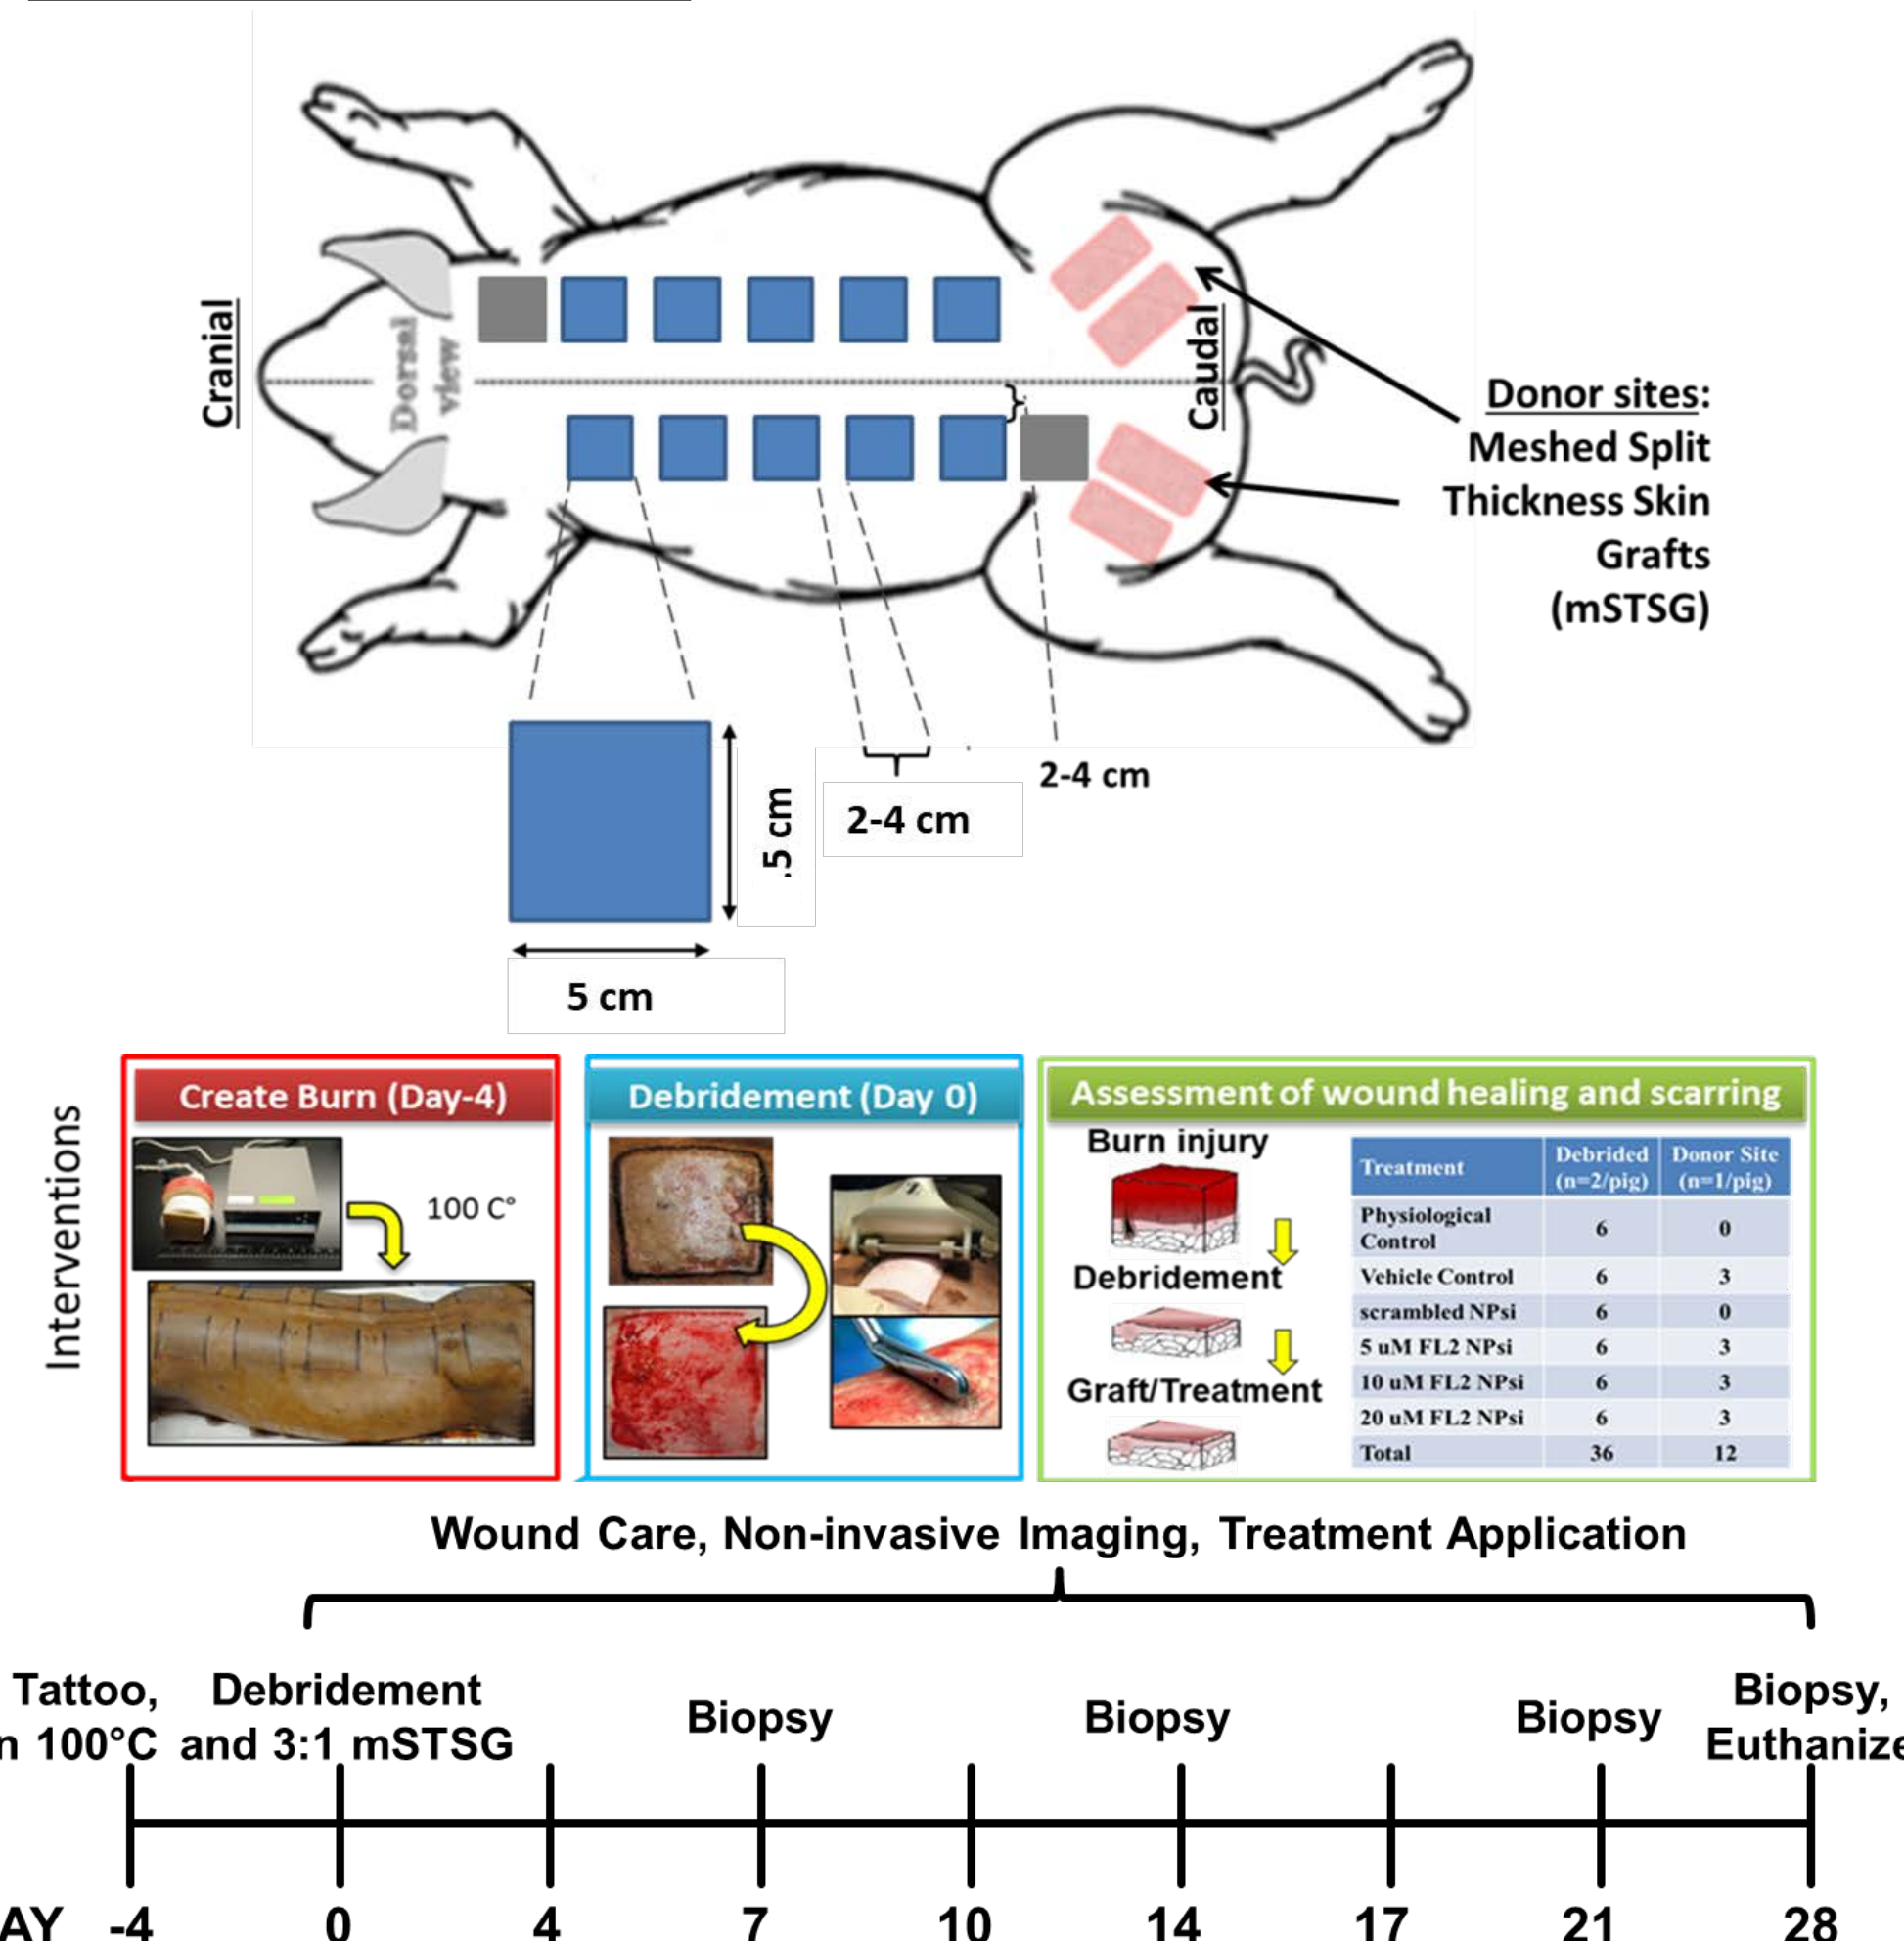 Cranial
Dorsal
view
Caudal
Donor sites:
Meshed Split
Thickness Skin
Grafts
(mSTSG)
.5 cm
2-4 cm
2-4 cm
5 cm
Interventions
Create Burn (Day-4)
100 C°
Debridement (Day 0)
Assessment of wound healing and scarring
Burn injury
Debridement
Graft/Treatment
Treatment Debrided (n=2/pig) Donor Site (n=1/pig)
Physiological Control 6 0
Vehicle Control 6 3
scrambled NPsi 6 0
5 uM FL2 NPsi 6 3
10 uM FL2 NPsi 6 3
20 uM FL2 NPsi 6 3
Total 36 12
Wound Care, Non-invasive Imaging, Treatment Application
Tattoo,
n 100°C
Debridement
and 3:1 mSTSG
Biopsy
Biopsy
Biopsy
Biopsy,
Euthanize
AY -4 0 4 7 10 14 17 21 28